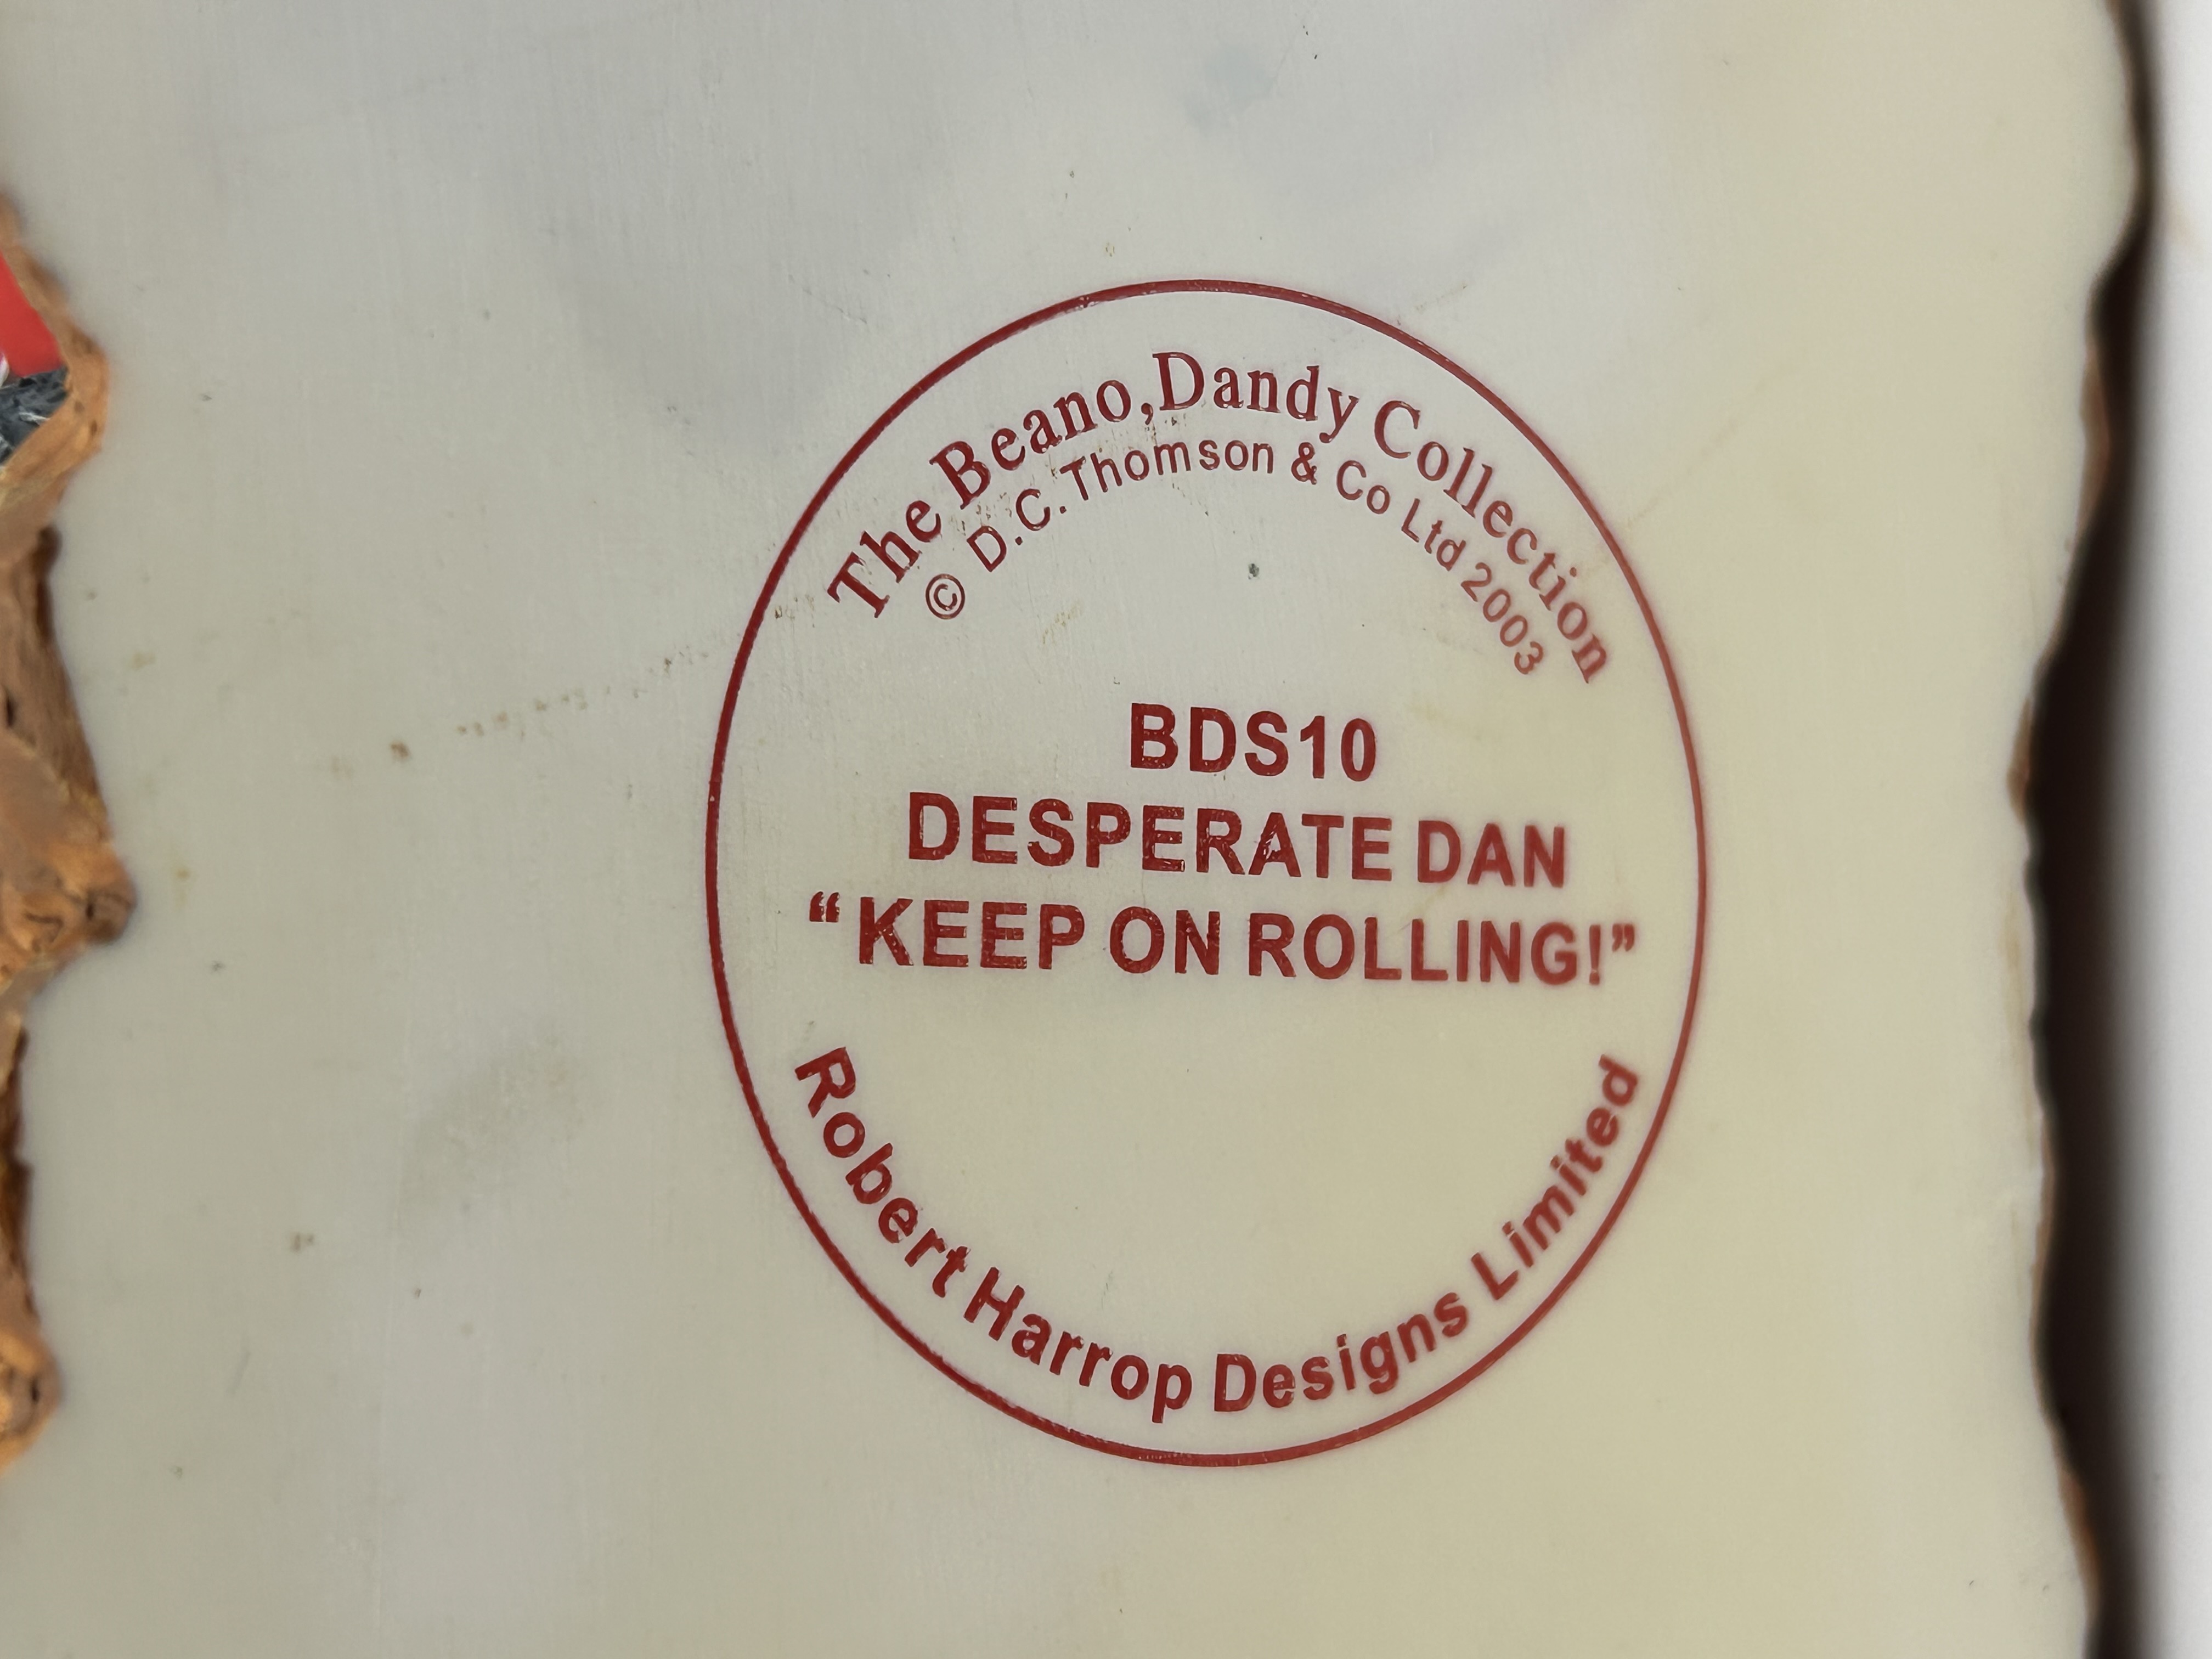 The Beano,Dandy Collection
© D.C. Thomson & Co Ltd 2003
BDS10
DESPERATE DAN
“KEEP ON ROLLING!”
Robert Harrop Designs Limited